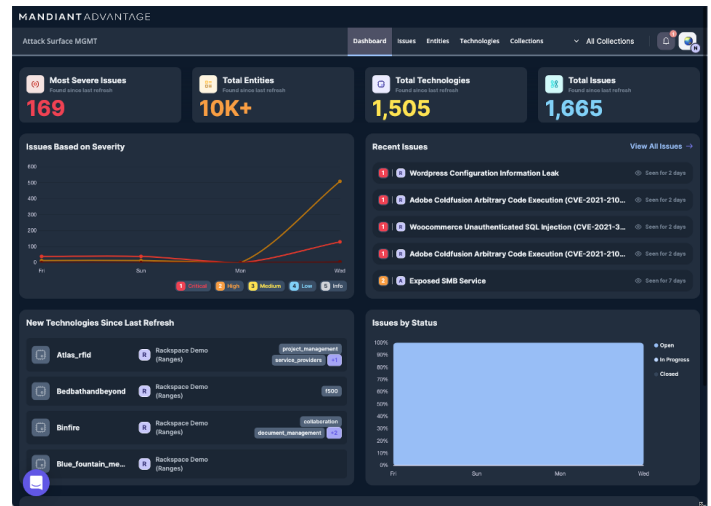 MANDIANT ADVANTAGE
Attack Surface MGMT
Dashboard
Issues
Entities
Technologies
Collections
All Collections
N
Most Severe Issues
Found since last refresh
169
Total Entities
Found since last refresh
10K+
Total Technologies
Found since last refresh
1,505
Total Issues
Found since last refresh
1,665
Issues Based on Severity
600
500
400
300
200
100
0
Fri
Sun
Mon
Wed
1 Critical
2 High
3 Medium
4 Low
5 Info
Recent Issues
View All Issues →
1 R Wordpress Configuration Information Leak
Seen for 2 days
1 R Adobe Coldfusion Arbitrary Code Execution (CVE-2021-210...
Seen for 2 days
1 R Woocommerce Unauthenticated SQL Injection (CVE-2021-3...
Seen for 2 days
1 R Adobe Coldfusion Arbitrary Code Execution (CVE-2021-210...
Seen for 2 days
2 A Exposed SMB Service
Seen for 7 days
New Technologies Since Last Refresh
Atlas_rfid
R Rackspace Demo
(Ranges)
project_management
service_providers +1
Bedbathandbeyond
R Rackspace Demo
(Ranges)
f500
Binfire
R Rackspace Demo
(Ranges)
collaboration
document_management +2
Blue_fountain_me...
R Rackspace Demo
(Ranges)
Issues by Status
100%
90%
80%
70%
60%
50%
40%
30%
20%
10%
0%
Fri
Sun
Mon
Wed
Open
In Progress
Closed